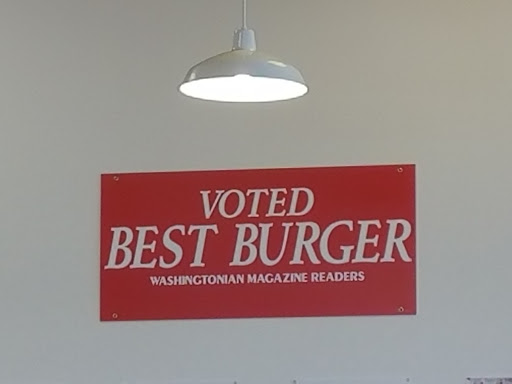 VOTED
BEST BURGER
WASHINGTONIAN MAGAZINE READERS